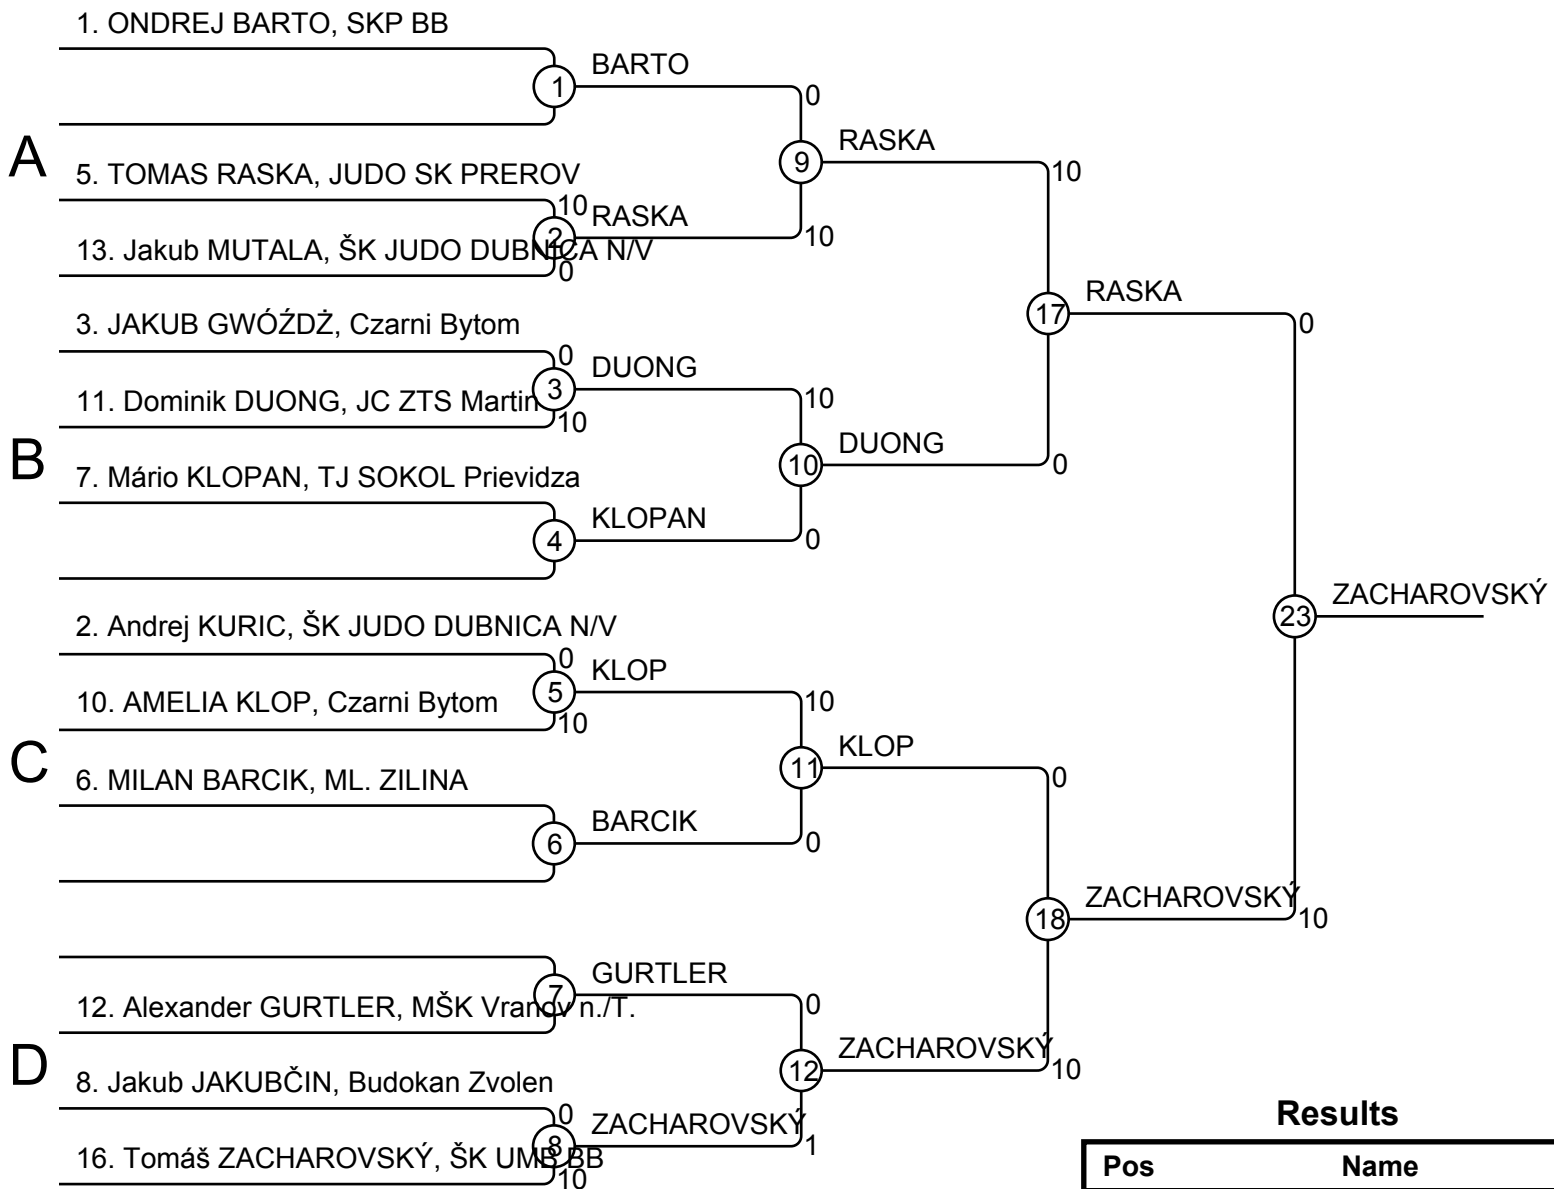 1. ONDREJ BARTO, SKP BB
1
BARTO
0
A
5. TOMAS RASKA, JUDO SK PREROV
10
2
RASKA
10
13. Jakub MUTALA, ŠK JUDO DUBNICA N/V
0
9
RASKA
10
3. JAKUB GWÓŹDŻ, Czarni Bytom
0
3
DUONG
10
11. Dominik DUONG, JC ZTS Martin
10
17
RASKA
0
B
10
DUONG
0
7. Mário KLOPAN, TJ SOKOL Prievidza
4
KLOPAN
0
2. Andrej KURIC, ŠK JUDO DUBNICA N/V
0
5
KLOP
10
10. AMELIA KLOP, Czarni Bytom
10
23
ZACHAROVSKÝ
C
11
KLOP
0
6. MILAN BARCIK, ML. ZILINA
6
BARCIK
0
18
ZACHAROVSKÝ
10
7
GURTLER
0
12. Alexander GURTLER, MŠK Vranov n./T.
D
12
ZACHAROVSKÝ
10
8. Jakub JAKUBČIN, Budokan Zvolen
0
8
ZACHAROVSKÝ
1
16. Tomáš ZACHAROVSKÝ, ŠK UMB BB
10
Results
Pos Name